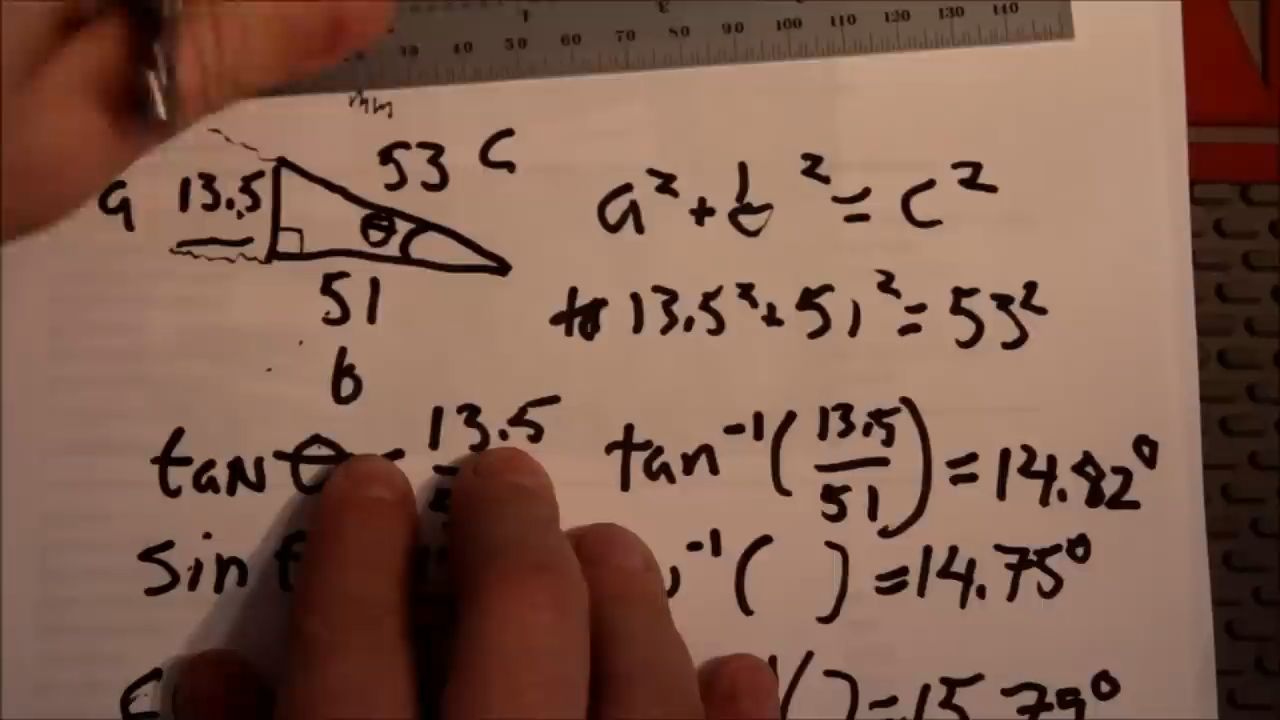 30 40 50 60 70 80 90 100 110 120 130 140
mm
53 C
a 13.5
θ
51
b
a² + b² = c²
13.5² + 51² = 53²
tan θ = 13.5
tan⁻¹(13.5/51) = 14.82°
sin
⁻¹( ) = 14.75°
( ) = 15.79°